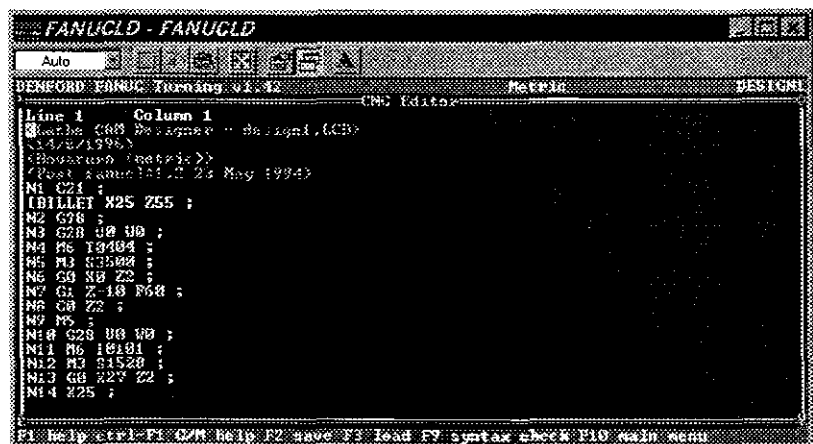 FANUCLD - FANUCLD
Auto
DENFORD FANUC Turning v1.42 Metric DESIGN1
CNC Editor
Line 1 Column 1
(Lathe CAM Designer - design1.LCD)
(14/8/1996)
(Novaturn (metric))
(Post fanuc:1.2 23 May 1994)
N1 G21 ;
[BILLET X25 Z55 ;
N2 G98 ;
N3 G28 U0 W0 ;
N4 M6 T0404 ;
N5 M3 S3500 ;
N6 G0 X0 Z2 ;
N7 G1 Z-10 F60 ;
N8 G0 Z2 ;
N9 M5 ;
N10 G28 U0 W0 ;
N11 M6 T0101 ;
N12 M3 S1520 ;
N13 G0 X27 Z2 ;
N14 X25 ;
F1 help ctrl-F1 G/M help F2 save F3 load F9 syntax check F10 main menu